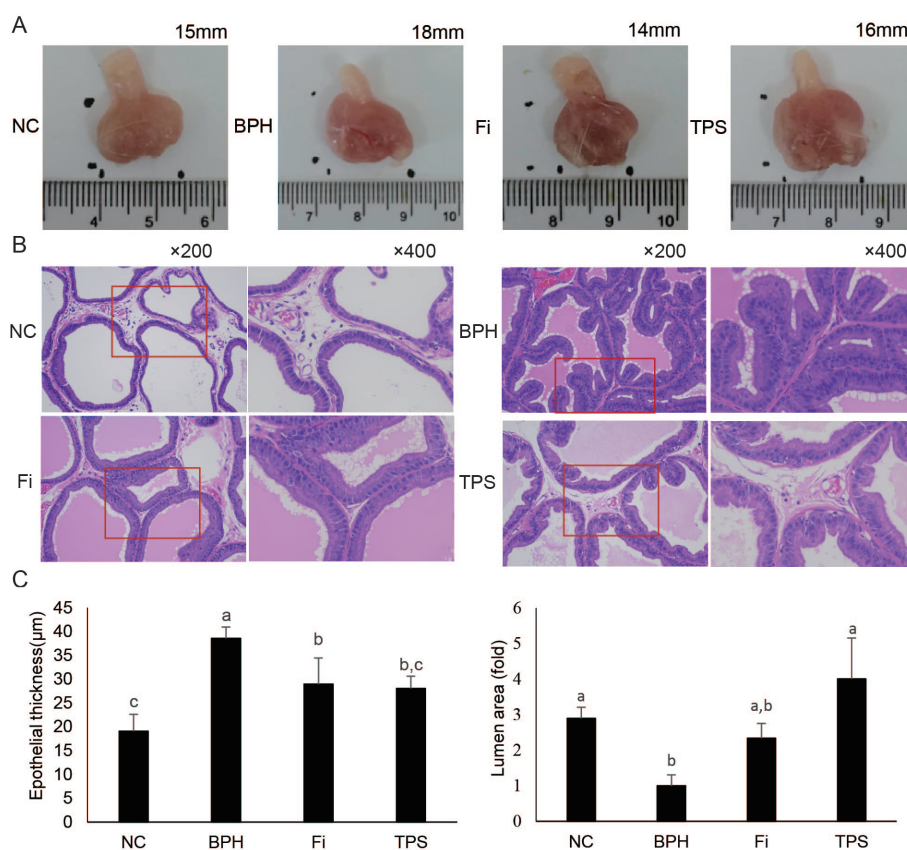 A
15mm
18mm
14mm
16mm
NC
BPH
Fi
TPS
4 5 6
7 8 9 10
8 9 10
7 8 9
B
×200
×400
×200
×400
NC
BPH
Fi
TPS
C
Epothelial thickness(μm)
45
40
35
30
25
20
15
10
5
0
c
a
b
b,c
NC BPH Fi TPS
Lumen area (fold)
6
5
4
3
2
1
0
a
b
a,b
a
NC BPH Fi TPS